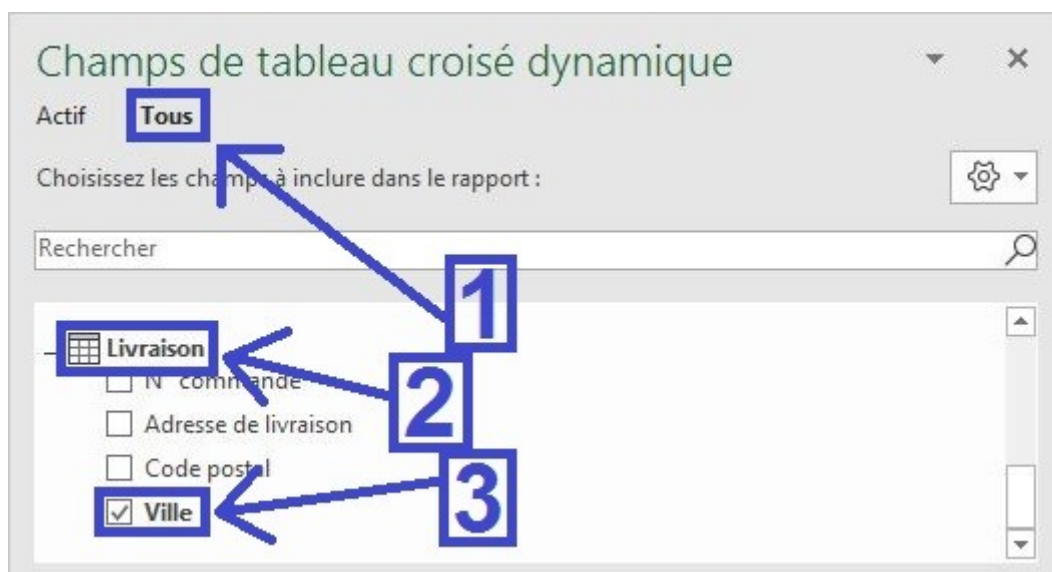 Champs de tableau croisé dynamique
Actif Tous
Choisissez les champs à inclure dans le rapport :
Rechercher
1
Livraison
N° commande
2
Adresse de livraison
Code postal
3
Ville